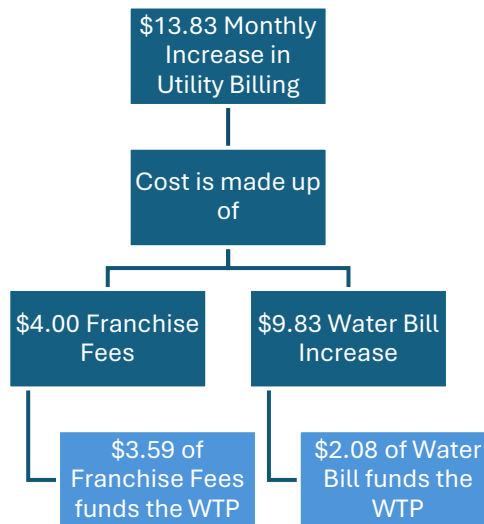 $13.83 Monthly
Increase in
Utility Billing
Cost is made up
of
$4.00 Franchise
Fees
$9.83 Water Bill
Increase
$3.59 of
Franchise Fees
funds the WTP
$2.08 of Water
Bill funds the
WTP